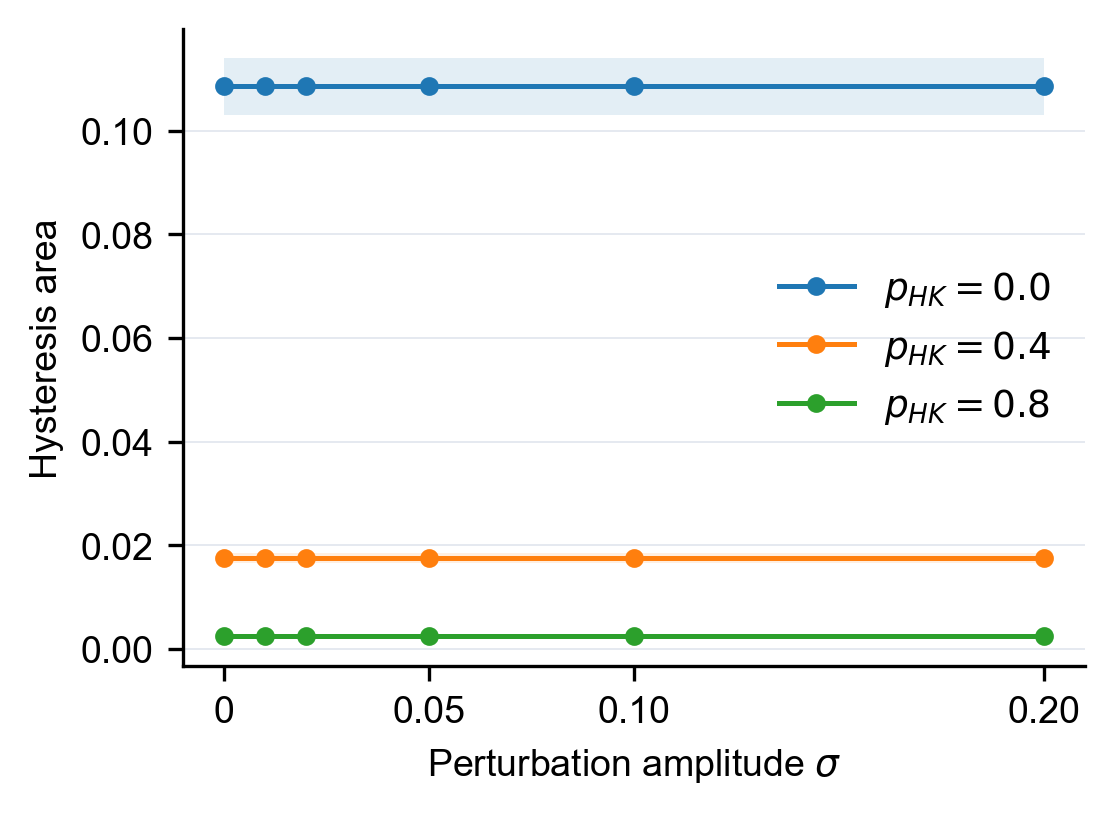 Hysteresis area
0.10
0.08
0.06
0.04
0.02
0.00
p_HK = 0.0
p_HK = 0.4
p_HK = 0.8
0 0.05 0.10 0.20
Perturbation amplitude σ